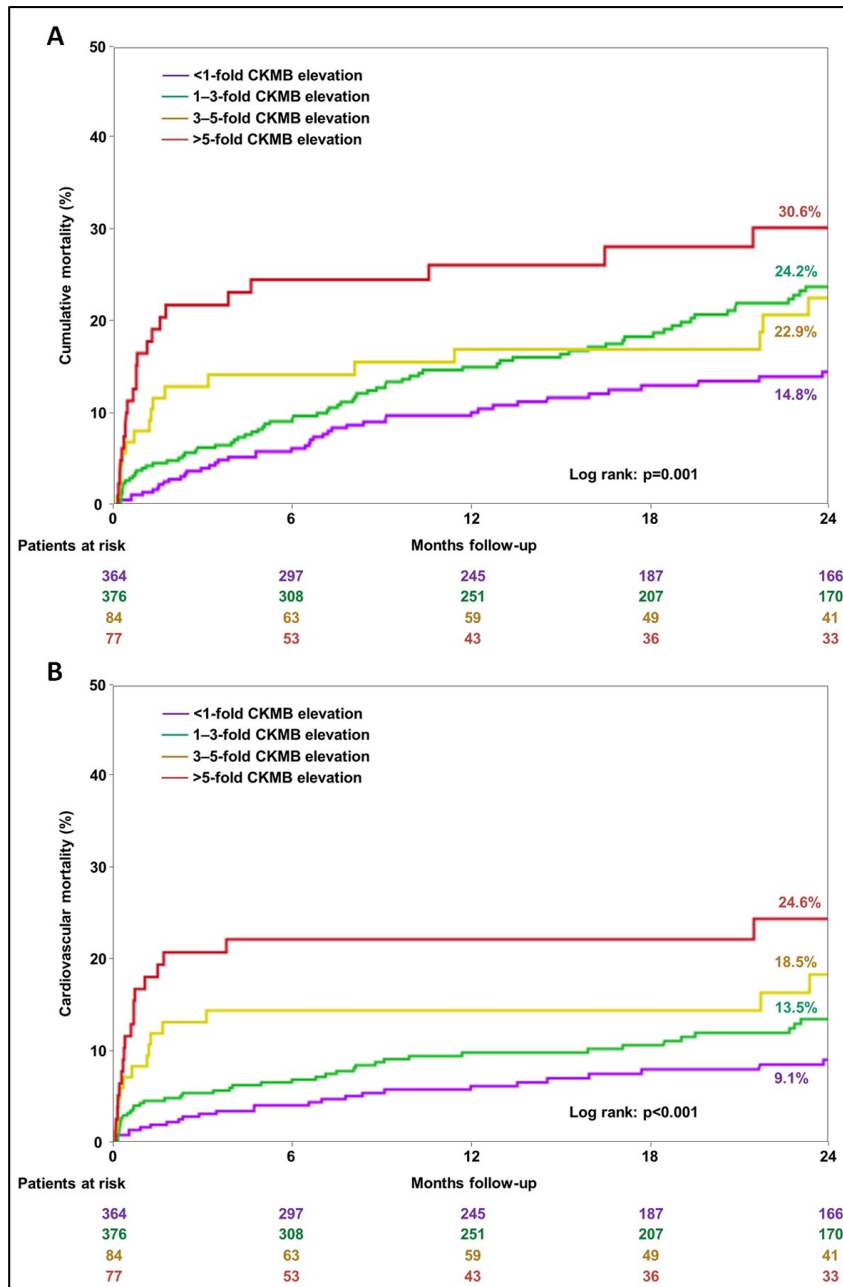 A
50
40
30
20
10
0
Cumulative mortality (%)
<1-fold CKMB elevation
1–3-fold CKMB elevation
3–5-fold CKMB elevation
>5-fold CKMB elevation
30.6%
24.2%
22.9%
14.8%
Log rank: p=0.001
0 6 12 18 24
Patients at risk Months follow-up
364 297 245 187 166
376 308 251 207 170
84 63 59 49 41
77 53 43 36 33
B
50
40
30
20
10
0
Cardiovascular mortality (%)
<1-fold CKMB elevation
1–3-fold CKMB elevation
3–5-fold CKMB elevation
>5-fold CKMB elevation
24.6%
18.5%
13.5%
9.1%
Log rank: p<0.001
0 6 12 18 24
Patients at risk Months follow-up
364 297 245 187 166
376 308 251 207 170
84 63 59 49 41
77 53 43 36 33